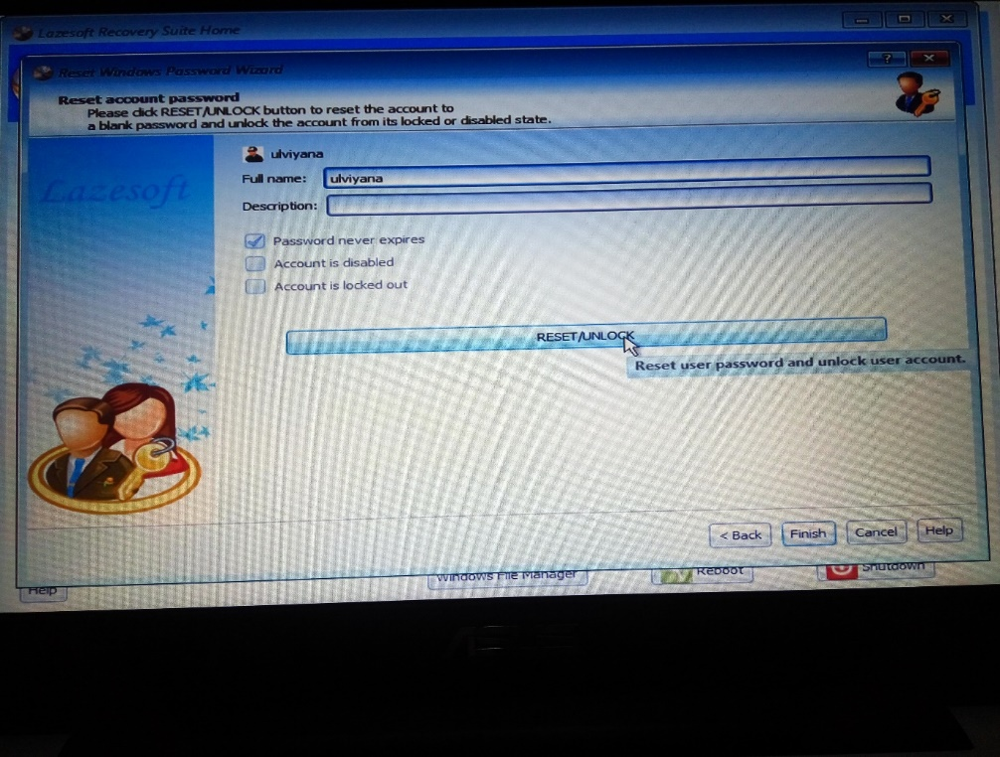 Lazesoft Recovery Suite Home
Reset Windows Password Wizard
?
Reset account password
Please click RESET/UNLOCK button to reset the account to
a blank password and unlock the account from its locked or disabled state.
Lazesoft
ulviyana
Full name: ulviyana
Description:
Password never expires
Account is disabled
Account is locked out
RESET/UNLOCK
Reset user password and unlock user account.
< Back Finish Cancel Help
Help Windows File Manager Reboot Shutdown
ASUS